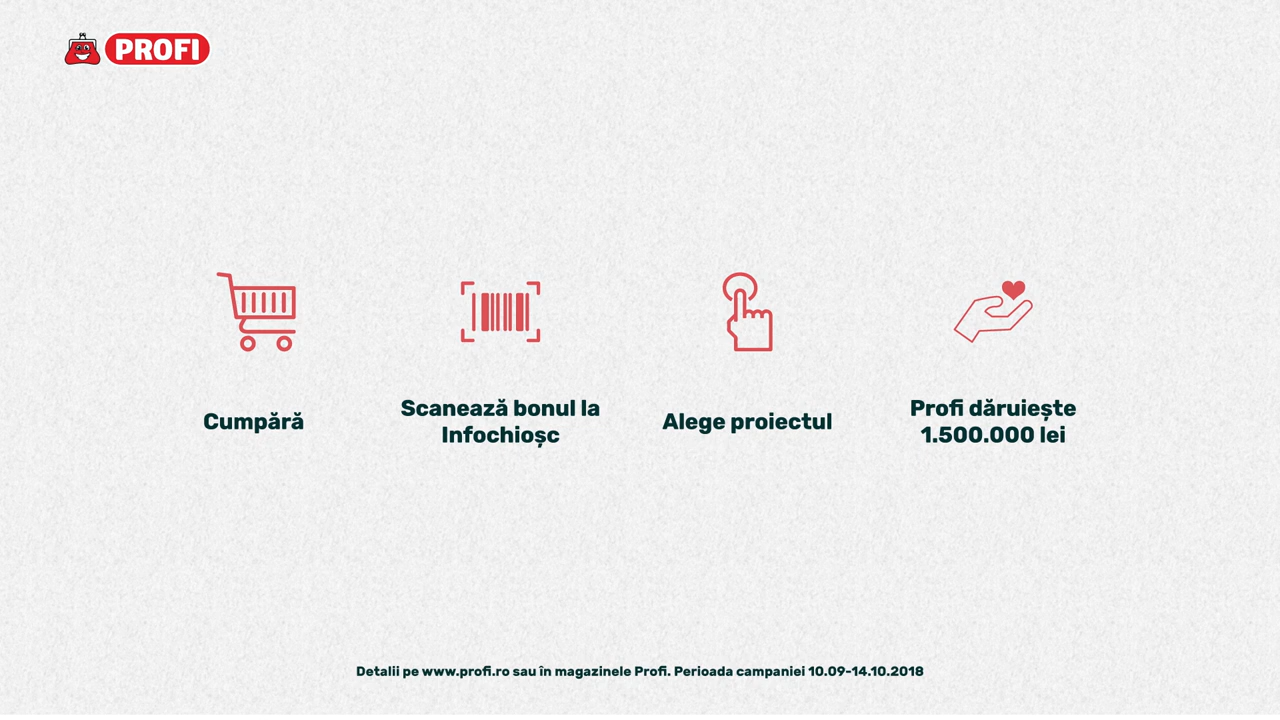 PROFI
Cumpără
Scanează bonul la
Infochioșc
Alege proiectul
Profi dăruiește
1.500.000 lei
Detalii pe www.profi.ro sau în magazinele Profi. Perioada campaniei 10.09-14.10.2018